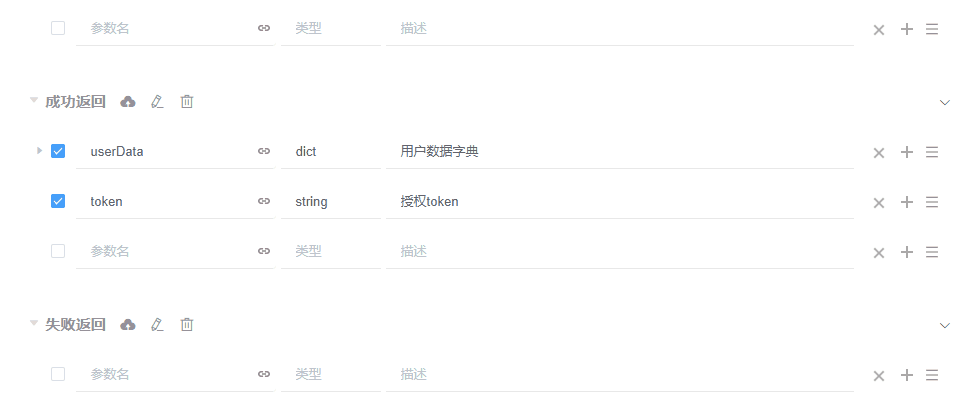 参数名 类型 描述
成功返回
userData dict 用户数据字典
token string 授权token
参数名 类型 描述
失败返回
参数名 类型 描述